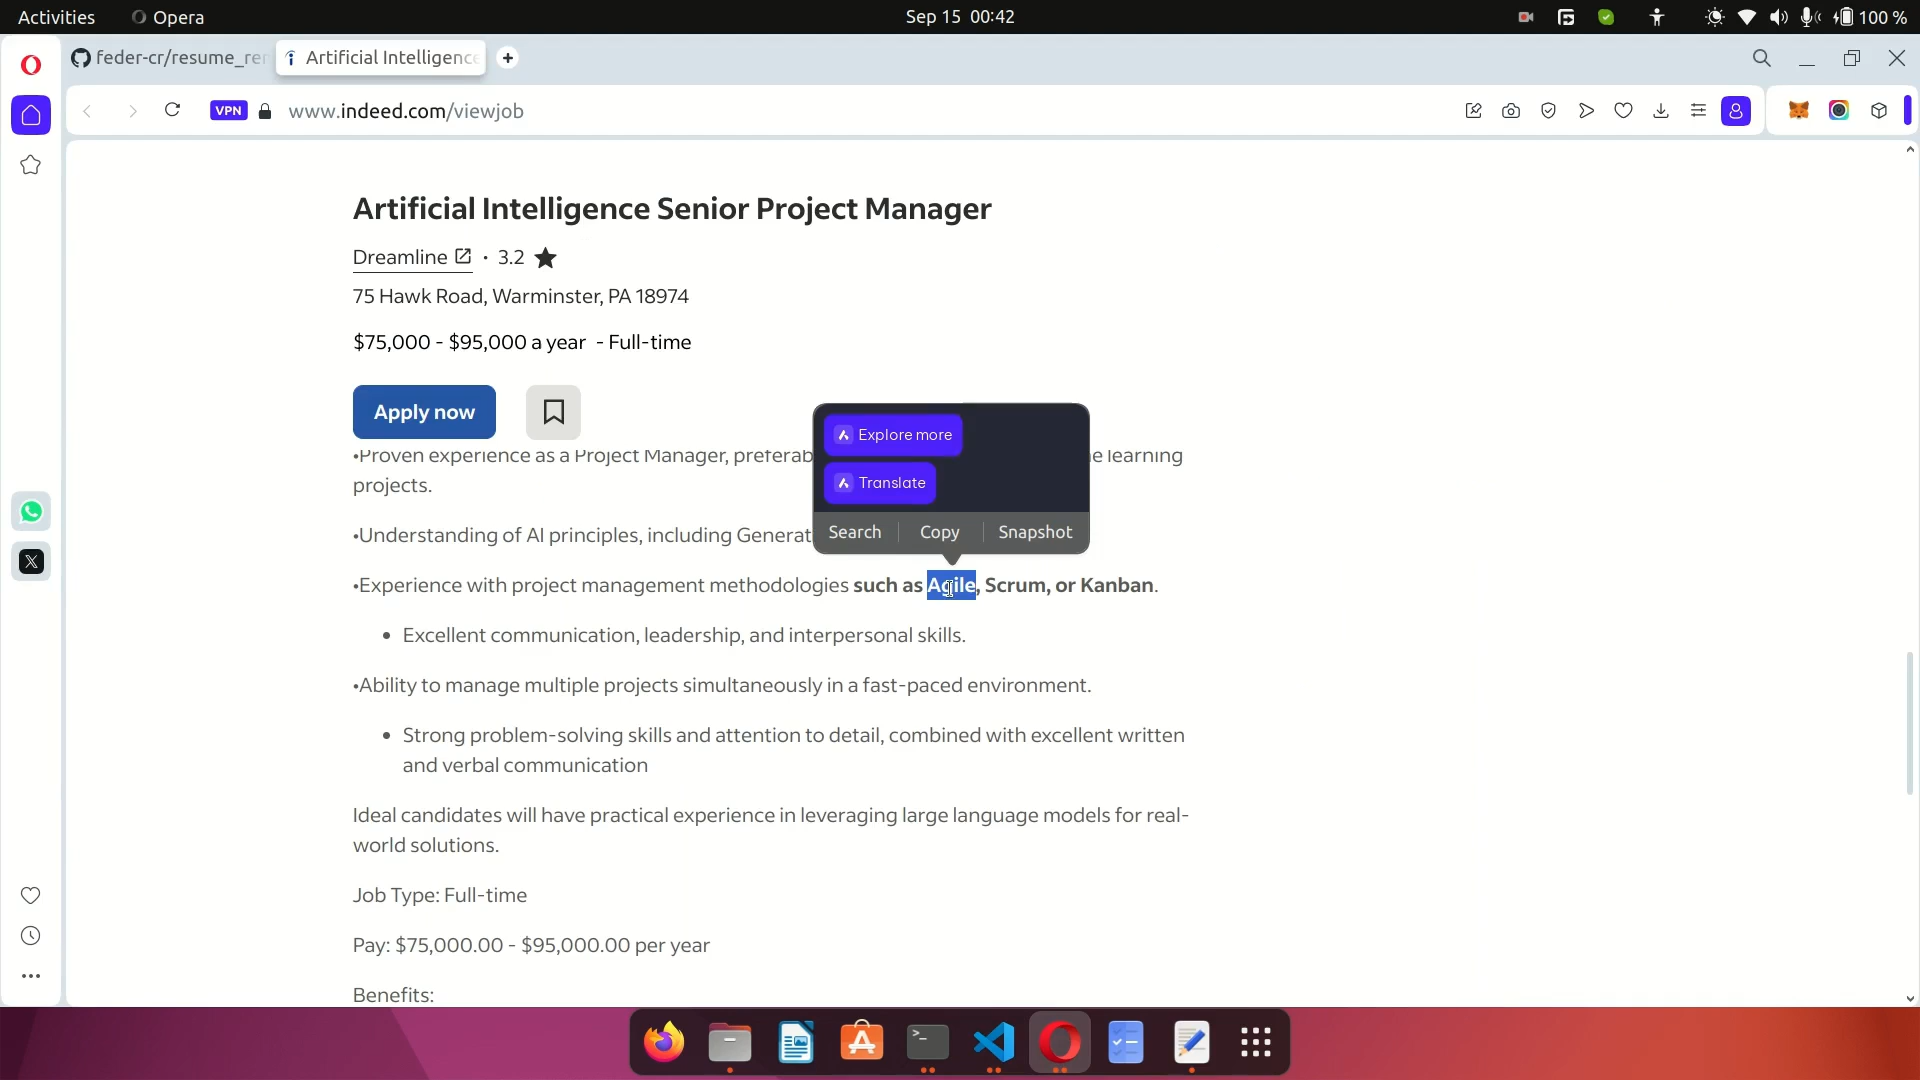 Activities
Opera
Sep 15 00:42
100 %
feder-cr/resume_re
Artificial Intelligence
VPN
www.indeed.com/viewjob
Artificial Intelligence Senior Project Manager
Dreamline · 3.2
75 Hawk Road, Warminster, PA 18974
$75,000 - $95,000 a year - Full-time
Apply now
Explore more
Translate
Search
Copy
Snapshot
•Proven experience as a Project Manager, preferab e learning
projects.
•Understanding of AI principles, including Generat
•Experience with project management methodologies such as Agile, Scrum, or Kanban.
• Excellent communication, leadership, and interpersonal skills.
•Ability to manage multiple projects simultaneously in a fast-paced environment.
• Strong problem-solving skills and attention to detail, combined with excellent written
and verbal communication
Ideal candidates will have practical experience in leveraging large language models for real-
world solutions.
Job Type: Full-time
Pay: $75,000.00 - $95,000.00 per year
Benefits: